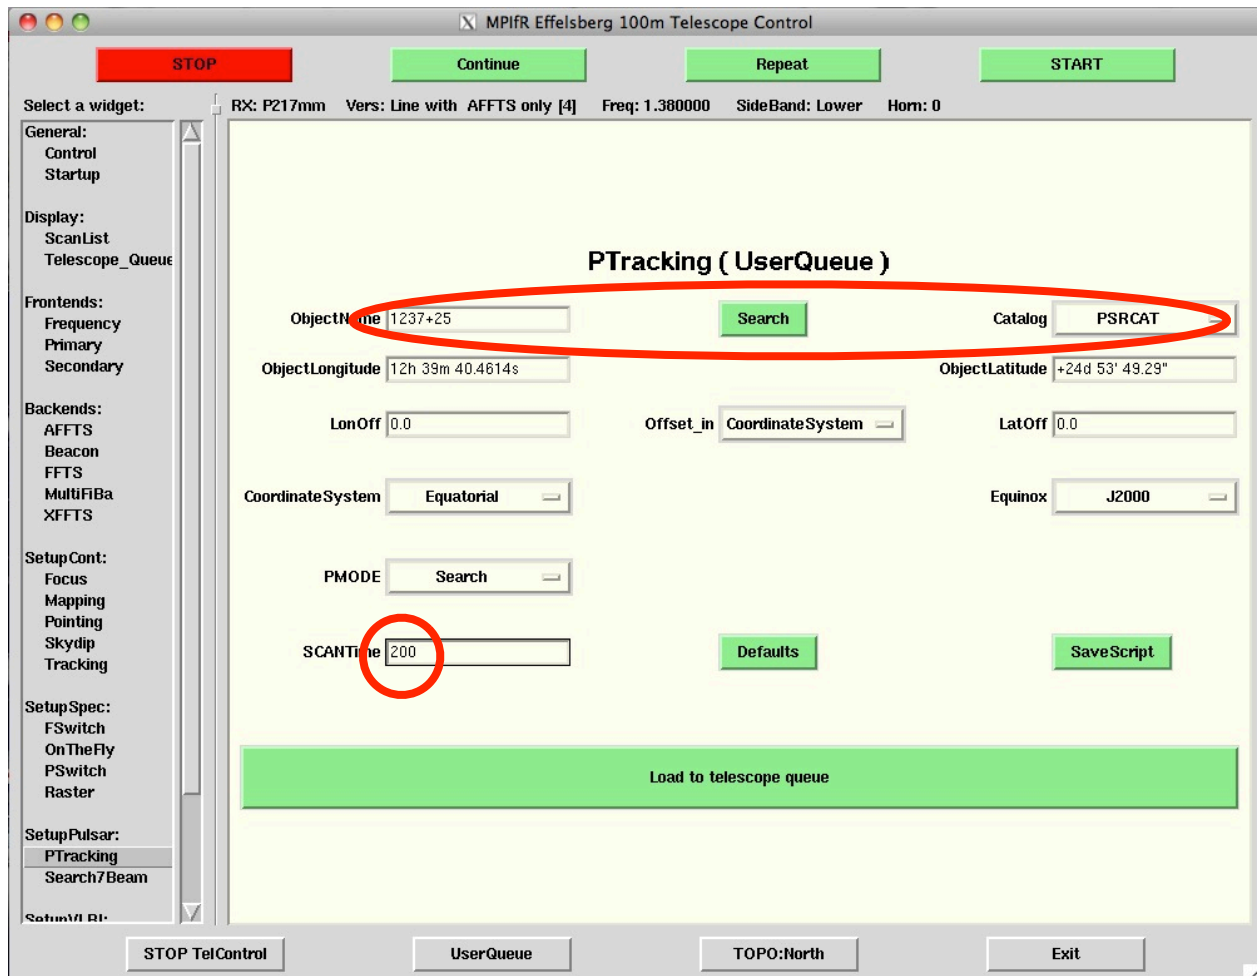 MPIfR Effelsberg 100m Telescope Control
STOP Continue Repeat START
Select a widget: RX: P217mm Vers: Line with AFFTS only [4] Freq: 1.380000 SideBand: Lower Horn: 0
General:
Control
Startup
Display:
ScanList
Telescope_Queue
Frontends:
Frequency
Primary
Secondary
Backends:
AFFTS
Beacon
FFTS
MultiFiBa
XFFTS
SetupCont:
Focus
Mapping
Pointing
Skydip
Tracking
SetupSpec:
FSwitch
OnTheFly
PSwitch
Raster
SetupPulsar:
PTracking
Search7Beam
SetupVLBI:
PTracking ( UserQueue )
ObjectName 1237+25 Search Catalog PSRCAT
ObjectLongitude 12h 39m 40.4614s ObjectLatitude +24d 53' 49.29"
LonOff 0.0 Offset_in CoordinateSystem LatOff 0.0
CoordinateSystem Equatorial Equinox J2000
PMODE Search
SCANTime 200 Defaults SaveScript
Load to telescope queue
STOP TelControl UserQueue TOPO:North Exit